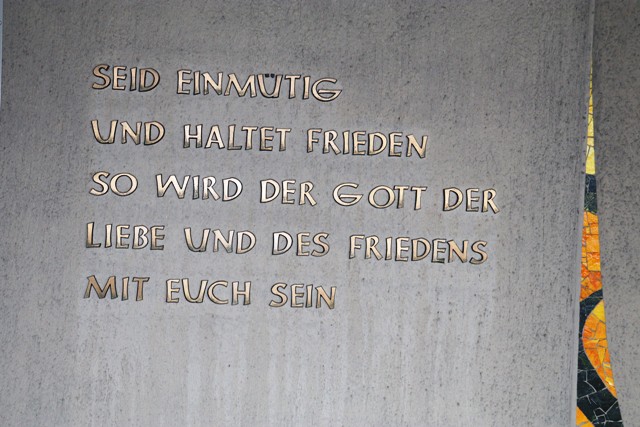 SEID EINMÜTIG
UND HALTET FRIEDEN
SO WIRD DER GOTT DER
LIEBE UND DES FRIEDENS
MIT EUCH SEIN